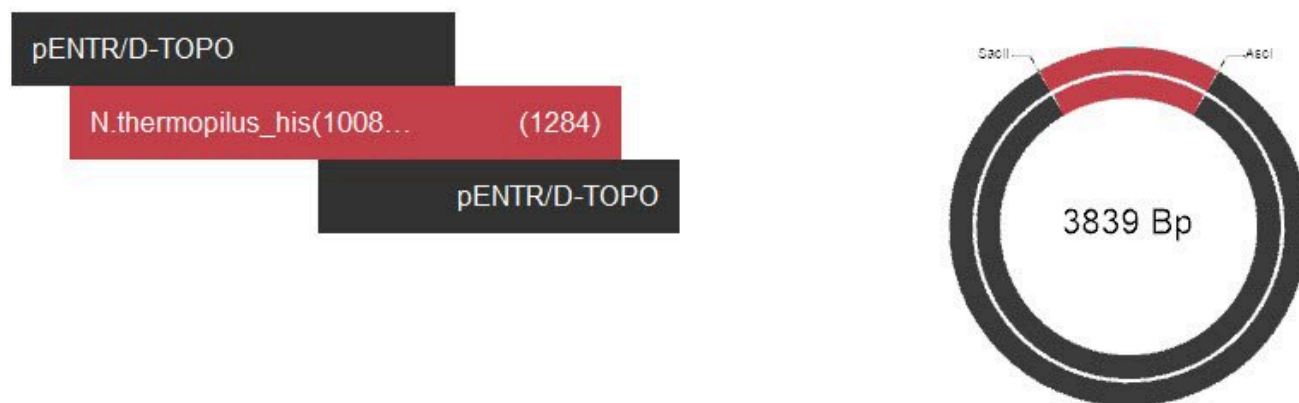 pENTR/D-TOPO
N.thermopilus_his(1008… (1284)
pENTR/D-TOPO
SacII
AscI
3839 Bp